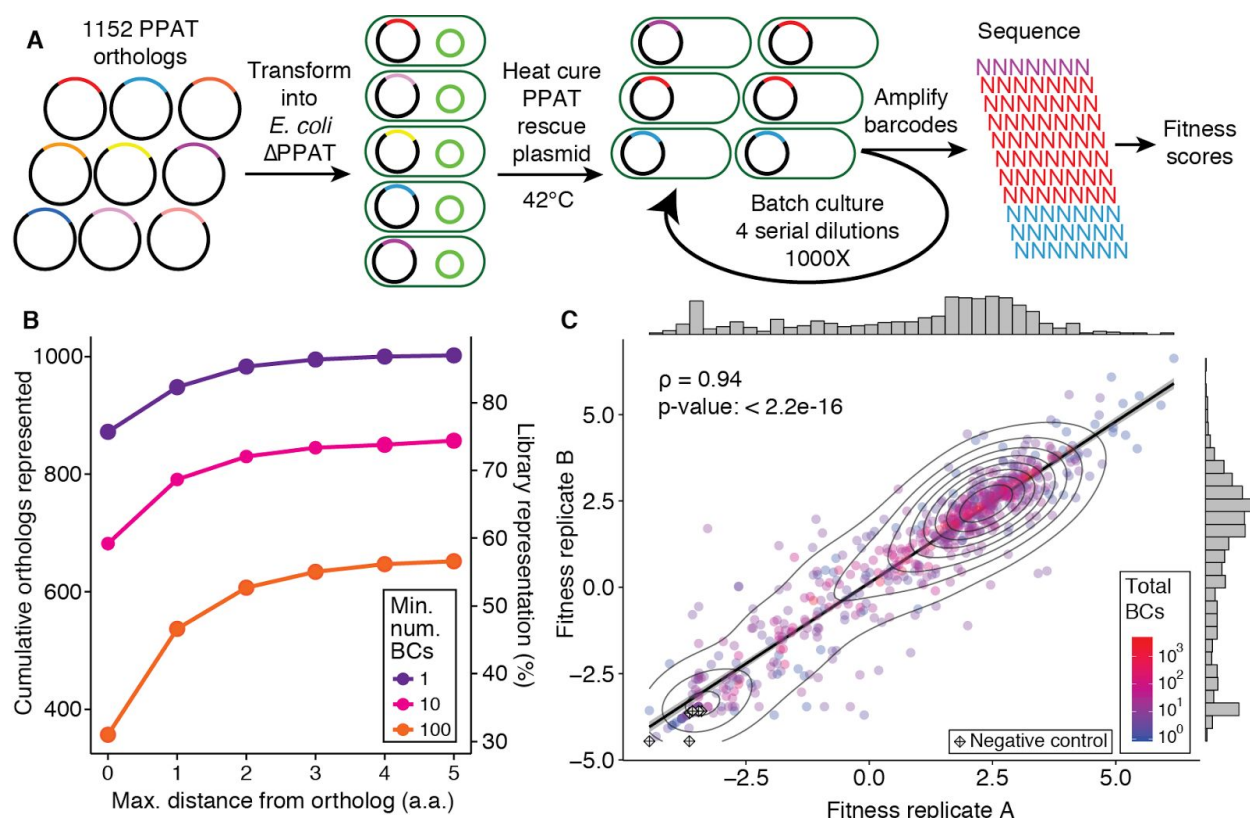 A
1152 PPAT
orthologs
Transform
into
E. coli
ΔPPAT
Heat cure
PPAT
rescue
plasmid
42°C
Batch culture
4 serial dilutions
1000X
Amplify
barcodes
Sequence
NNNNNNN
NNNNNNN
NNNNNNN
NNNNNNN
NNNNNNN
NNNNNNN
NNNNNNN
NNNNNNN
NNNNNNN
NNNNNNN
NNNNNNN
Fitness
scores
B
Cumulative orthologs represented
1000
800
600
400
Library representation (%)
80
70
60
50
40
30
Min.
num.
BCs
1
10
100
0 1 2 3 4 5
Max. distance from ortholog (a.a.)
C
ρ = 0.94
p-value: < 2.2e-16
Fitness replicate B
5.0
2.5
0.0
−2.5
−5.0
Total
BCs
10³
10²
10¹
10⁰
Negative control
−2.5 0.0 2.5 5.0
Fitness replicate A